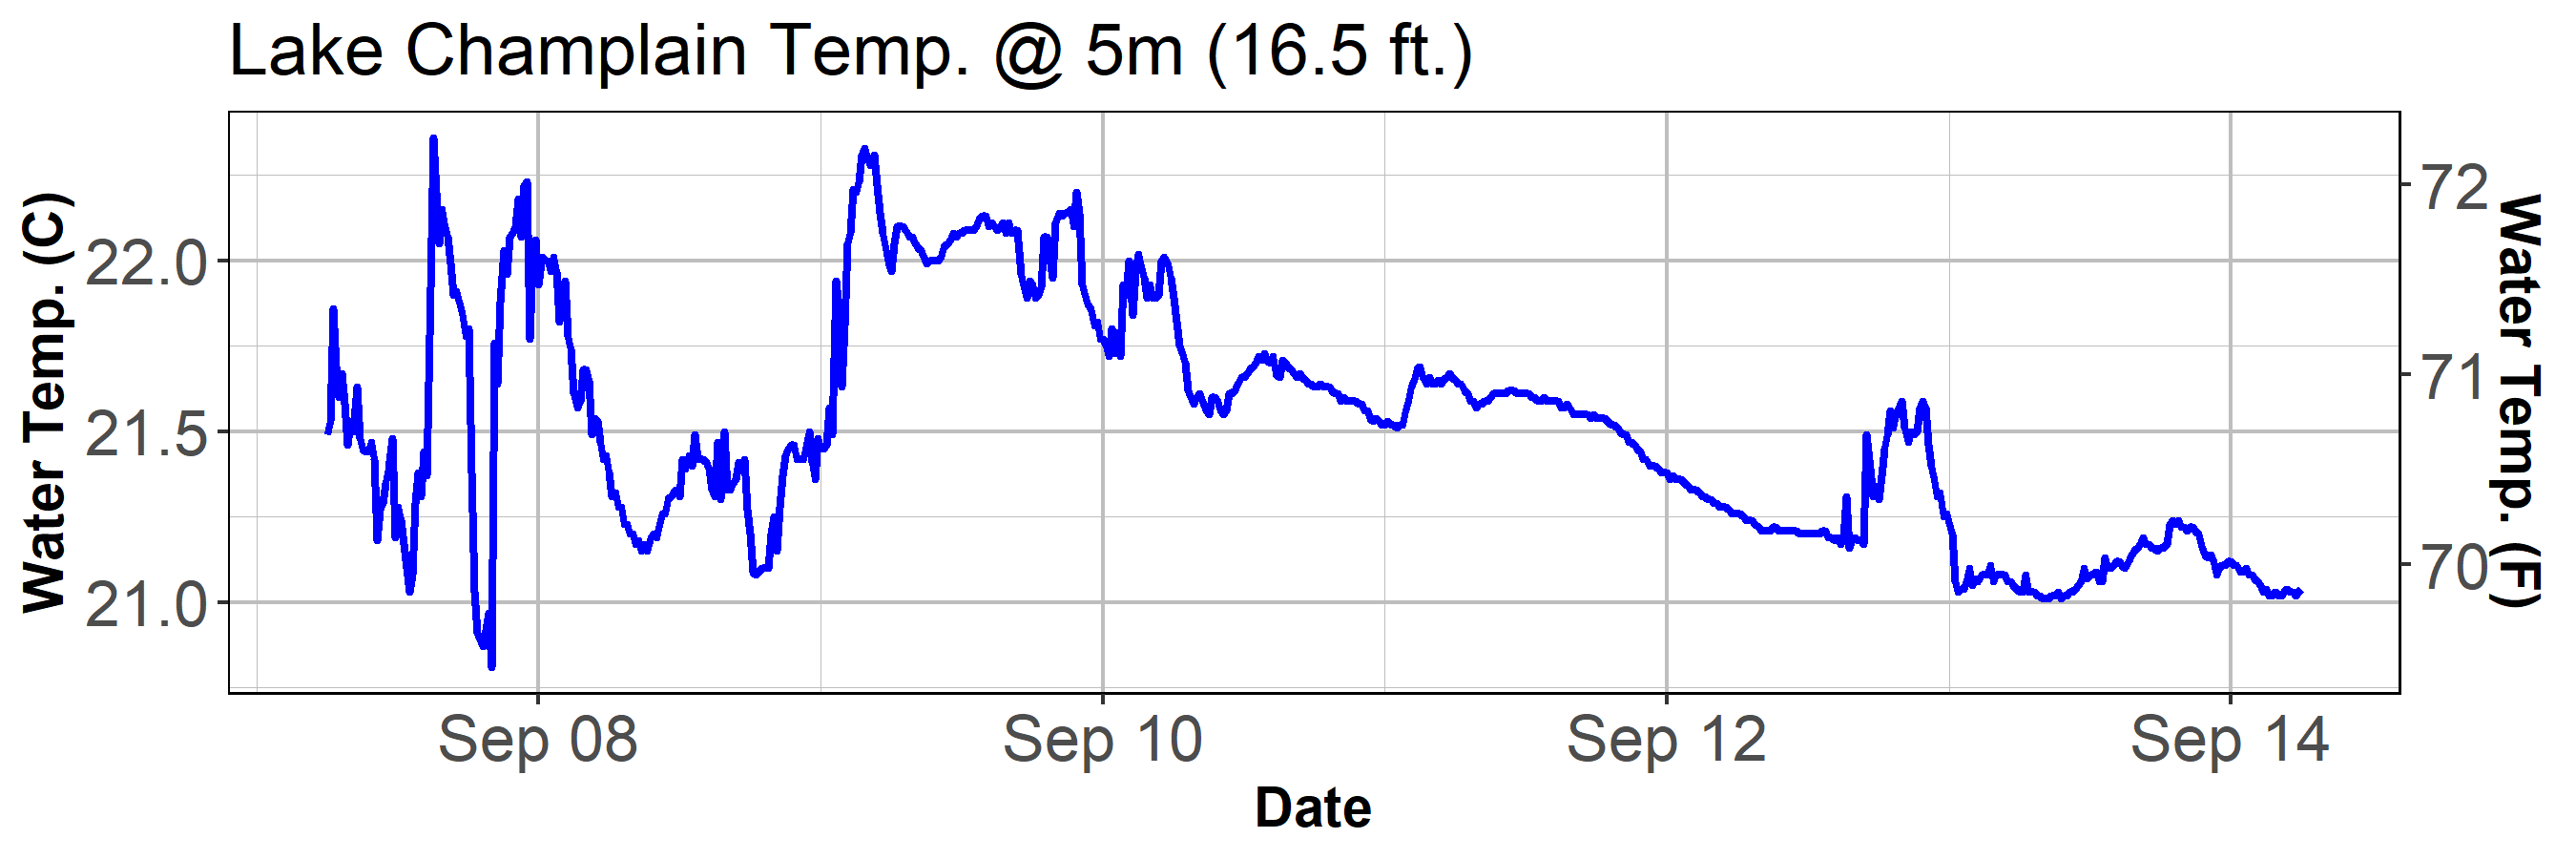 Lake Champlain Temp. @ 5m (16.5 ft.)
Water Temp. (C)
22.0
21.5
21.0
72
71
70
Water Temp. (F)
Sep 08
Sep 10
Sep 12
Sep 14
Date